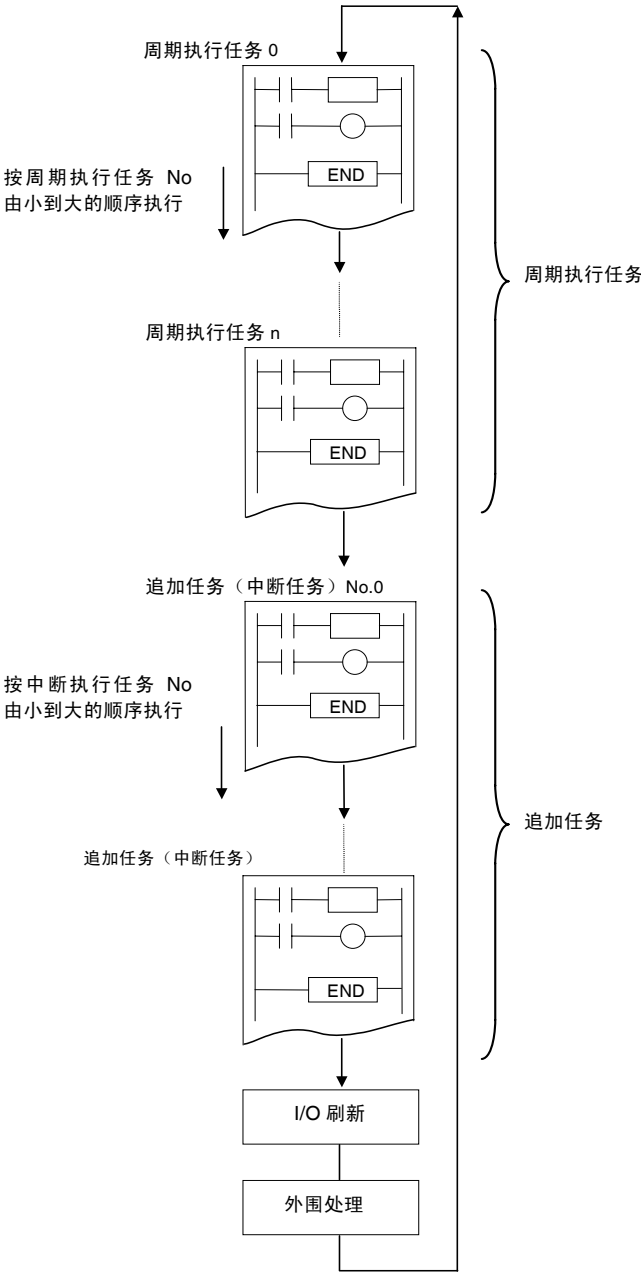 周期执行任务 0
END
按周期执行任务 No
由小到大的顺序执行
周期执行任务
周期执行任务 n
END
追加任务（中断任务）No.0
END
按中断执行任务 No
由小到大的顺序执行
追加任务
追加任务（中断任务）
END
I/O 刷新
外围处理